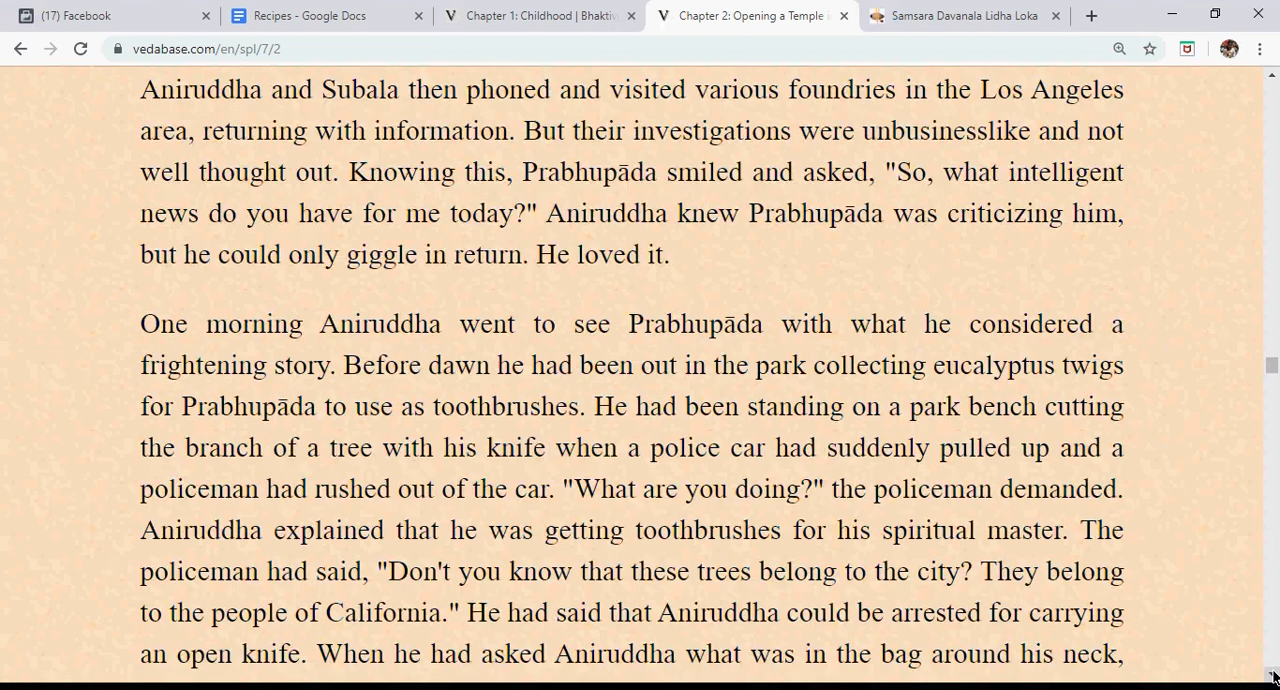 (17) Facebook
Recipes - Google Docs
Chapter 1: Childhood | Bhaktiv
Chapter 2: Opening a Temple i
Samsara Davanala Lidha Loka
vedabase.com/en/spl/7/2
Aniruddha and Subala then phoned and visited various foundries in the Los Angeles
area, returning with information. But their investigations were unbusinesslike and not
well thought out. Knowing this, Prabhupāda smiled and asked, "So, what intelligent
news do you have for me today?" Aniruddha knew Prabhupāda was criticizing him,
but he could only giggle in return. He loved it.
One morning Aniruddha went to see Prabhupāda with what he considered a
frightening story. Before dawn he had been out in the park collecting eucalyptus twigs
for Prabhupāda to use as toothbrushes. He had been standing on a park bench cutting
the branch of a tree with his knife when a police car had suddenly pulled up and a
policeman had rushed out of the car. "What are you doing?" the policeman demanded.
Aniruddha explained that he was getting toothbrushes for his spiritual master. The
policeman had said, "Don't you know that these trees belong to the city? They belong
to the people of California." He had said that Aniruddha could be arrested for carrying
an open knife. When he had asked Aniruddha what was in the bag around his neck,